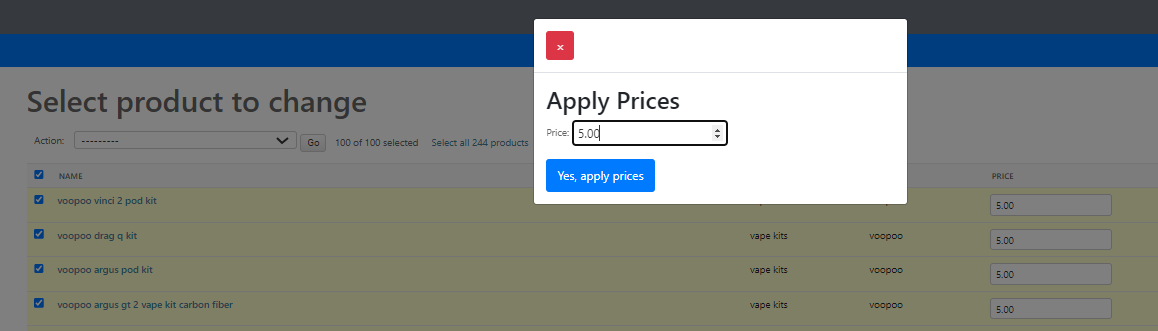 ×
Apply Prices
Price: 5.00
Yes, apply prices
Select product to change
Action: --------- Go 100 of 100 selected Select all 244 products
NAME PRICE
voopoo vinci 2 pod kit 5.00
voopoo drag q kit vape kits voopoo 5.00
voopoo argus pod kit vape kits voopoo 5.00
voopoo argus gt 2 vape kit carbon fiber vape kits voopoo 5.00